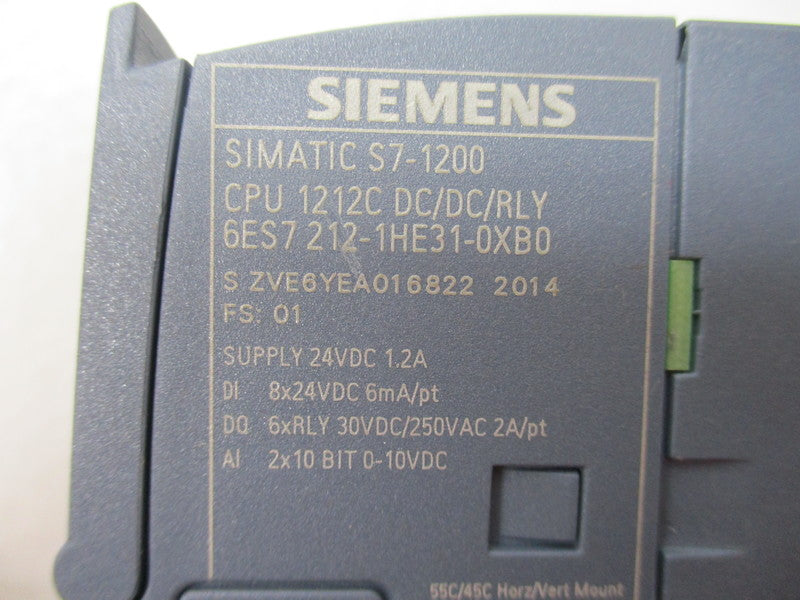 SIEMENS
SIMATIC S7-1200
CPU 1212C DC/DC/RLY
6ES7 212-1HE31-0XB0
S ZVE6YEA016822 2014
FS: 01
SUPPLY 24VDC 1.2A
DI 8x24VDC 6mA/pt
DQ 6xRLY 30VDC/250VAC 2A/pt
AI 2x10 BIT 0-10VDC
55C/45C Horz/Vert Mount